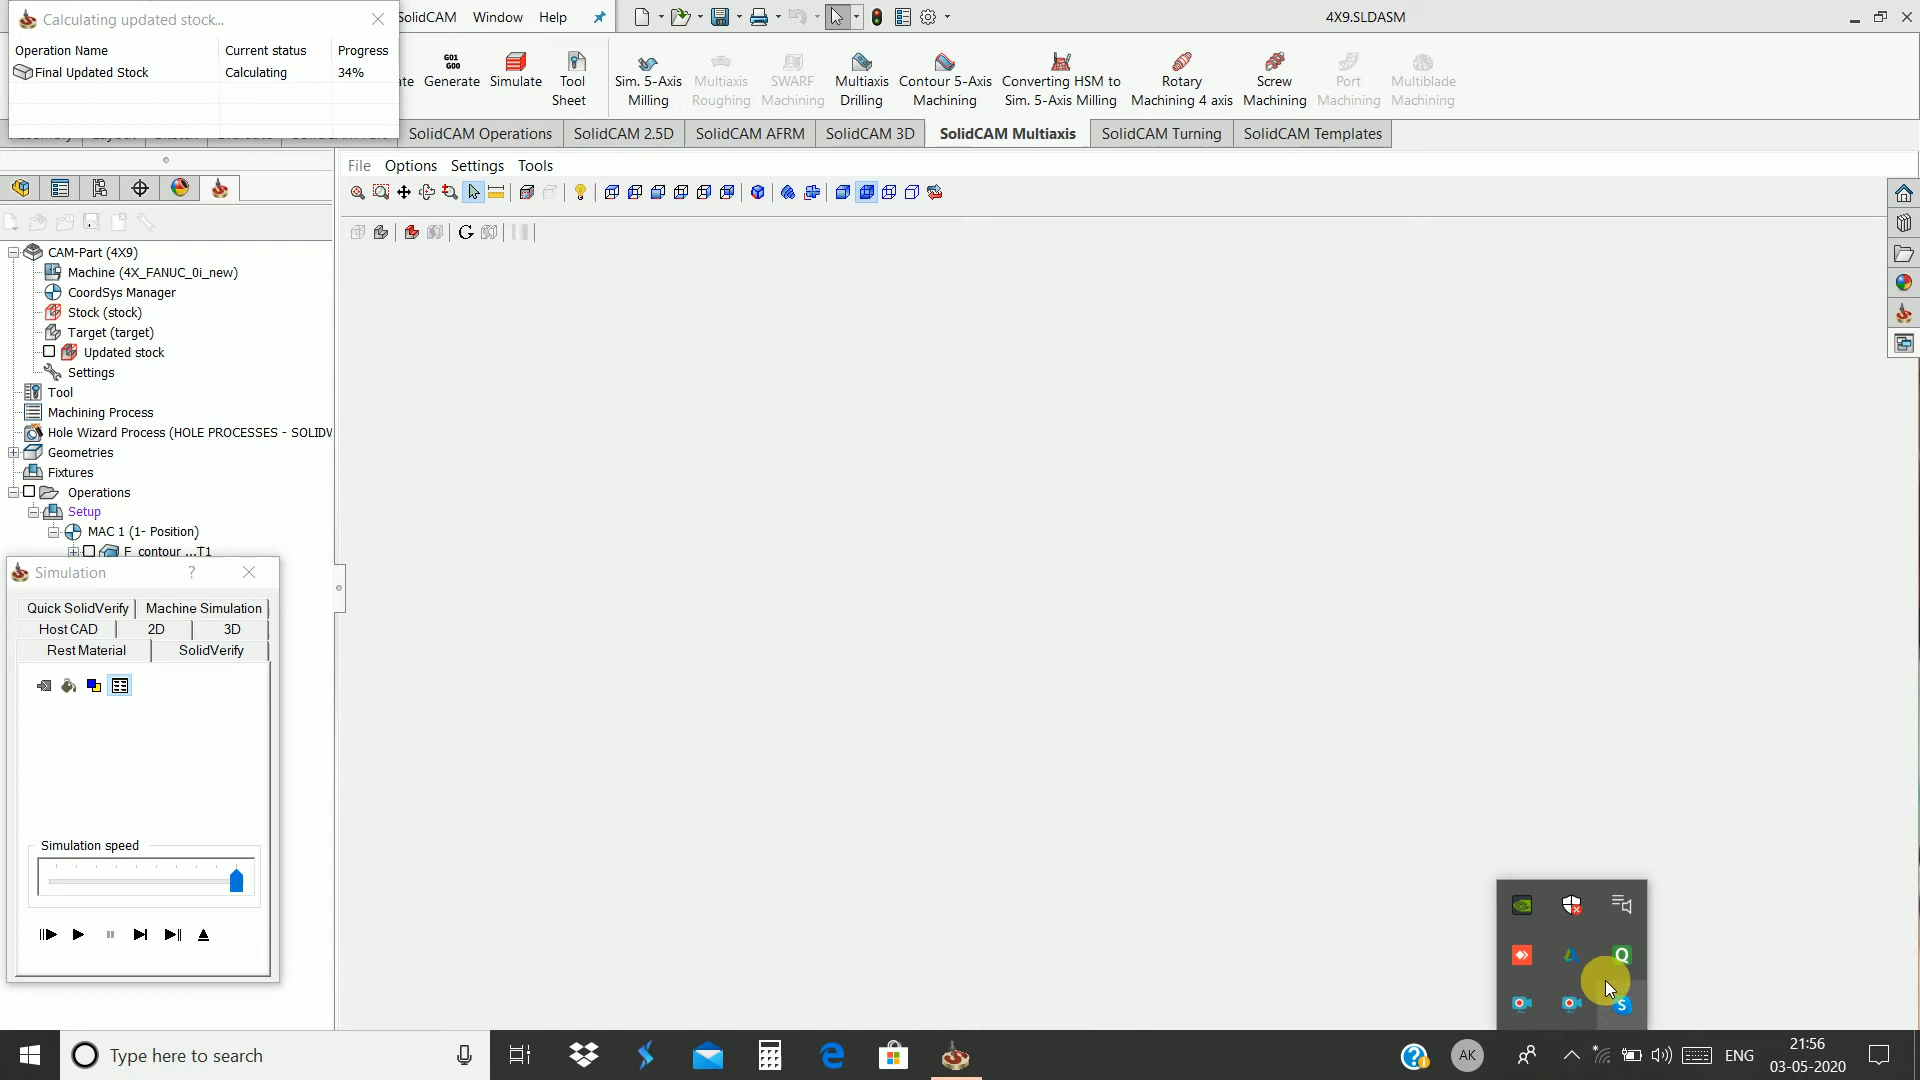 Calculating updated stock...
Operation Name Current status Progress
Final Updated Stock Calculating 34%
SolidCAM Window Help
4X9.SLDASM
G01
G00
Generate
Simulate
Tool
Sheet
Sim. 5-Axis
Milling
Multiaxis
Roughing
SWARF
Machining
Multiaxis
Drilling
Contour 5-Axis
Machining
Converting HSM to
Sim. 5-Axis Milling
Rotary
Machining 4 axis
Screw
Machining
Port
Machining
Multiblade
Machining
SolidCAM Operations SolidCAM 2.5D SolidCAM AFRM SolidCAM 3D SolidCAM Multiaxis SolidCAM Turning SolidCAM Templates
File Options Settings Tools
CAM-Part (4X9)
Machine (4X_FANUC_0i_new)
CoordSys Manager
Stock (stock)
Target (target)
Updated stock
Settings
Tool
Machining Process
Hole Wizard Process (HOLE PROCESSES - SOLIDW
Geometries
Fixtures
Operations
Setup
MAC 1 (1- Position)
F_contour ...T1
Simulation ?
Quick SolidVerify Machine Simulation
Host CAD 2D 3D
Rest Material SolidVerify
Simulation speed
Type here to search
AK
ENG
21:56
03-05-2020